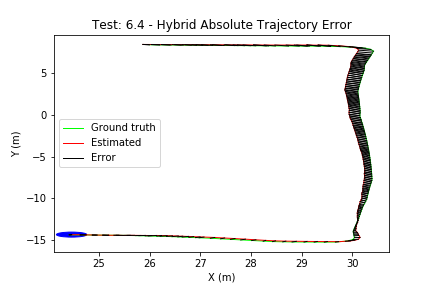 Test: 6.4 - Hybrid Absolute Trajectory Error
Y (m)
5
0
−5
−10
−15
Ground truth
Estimated
Error
25 26 27 28 29 30
X (m)